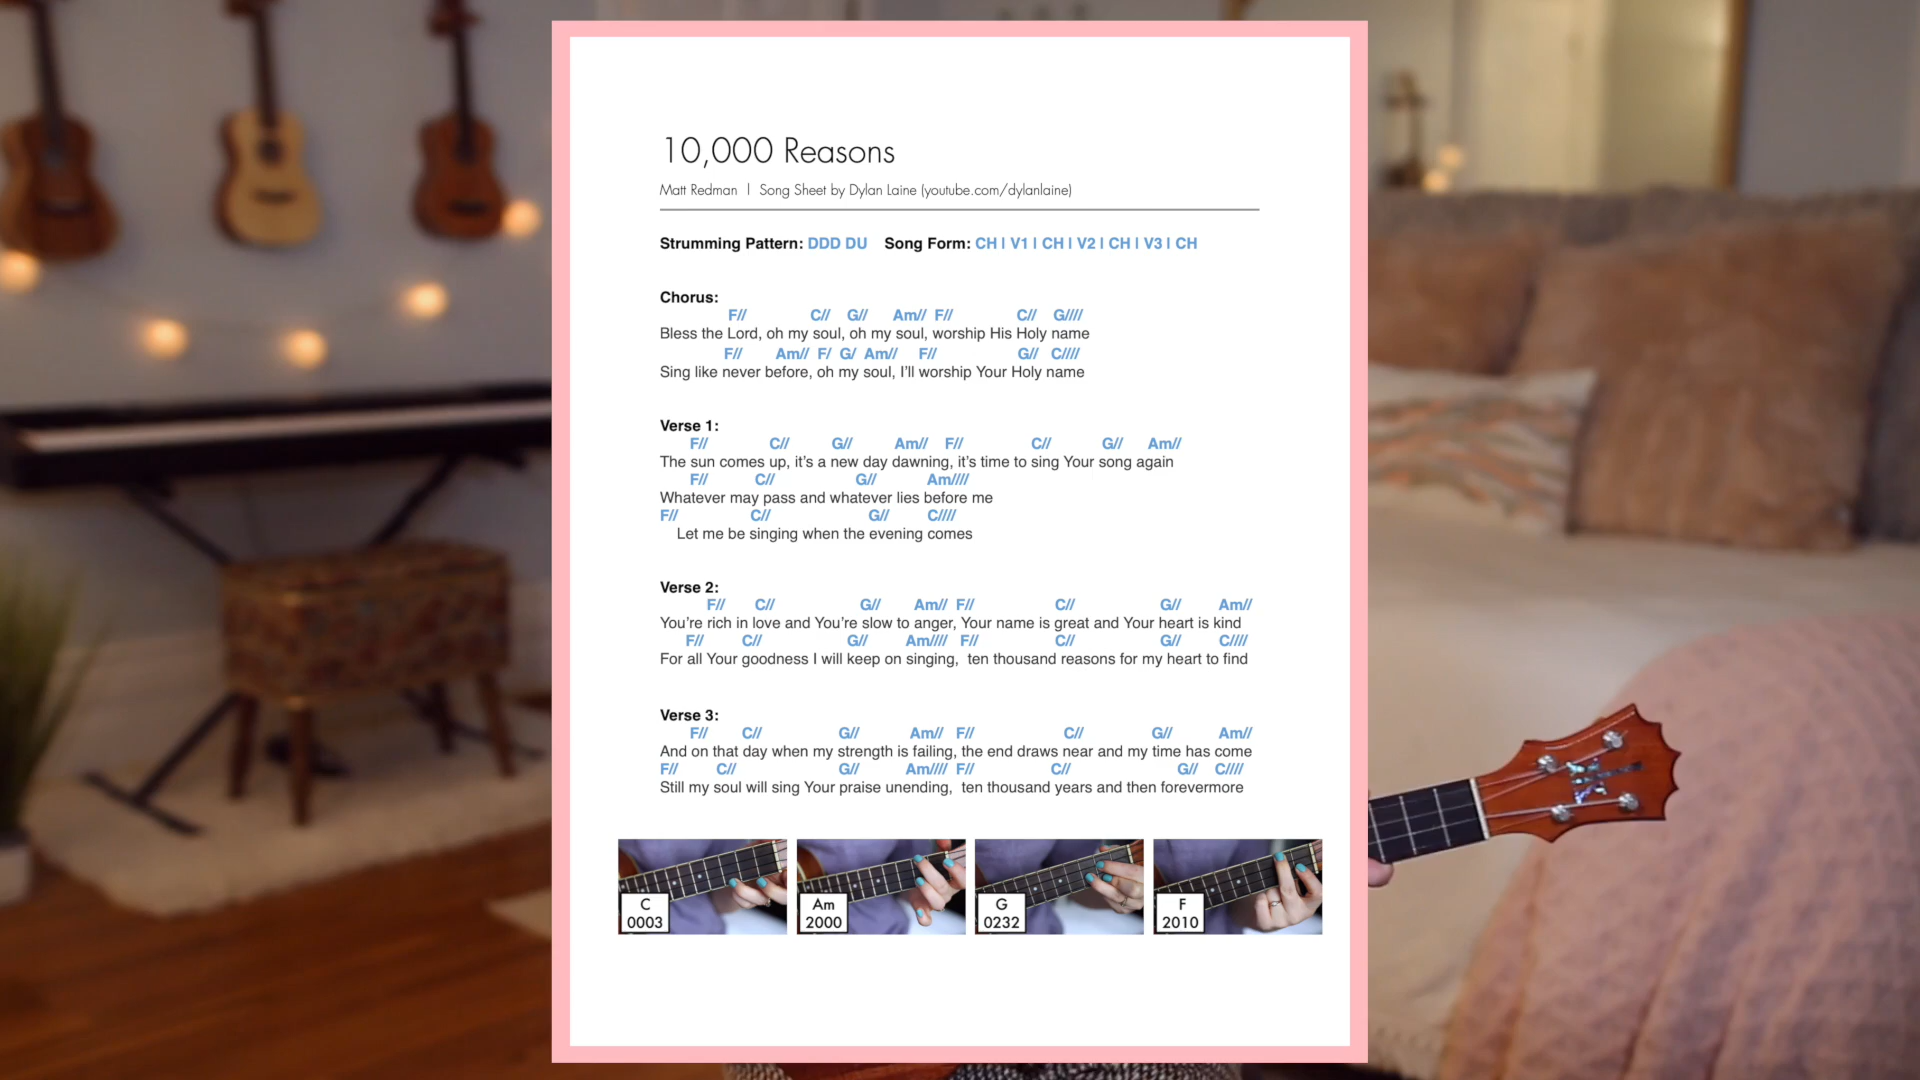 10,000 Reasons
Matt Redman | Song Sheet by Dylan Laine (youtube.com/dylanlaine)
Strumming Pattern: DDD DU Song Form: CH | V1 | CH | V2 | CH | V3 | CH
Chorus:
F// C// G// Am// F// C// G////
Bless the Lord, oh my soul, oh my soul, worship His Holy name
F// Am// F/ G/ Am// F// G// C////
Sing like never before, oh my soul, I'll worship Your Holy name
Verse 1:
F// C// G// Am// F// C// G// Am//
The sun comes up, it's a new day dawning, it's time to sing Your song again
F// C// G// Am////
Whatever may pass and whatever lies before me
F// C// G// C////
Let me be singing when the evening comes
Verse 2:
F// C// G// Am// F// C// G// Am//
You're rich in love and You're slow to anger, Your name is great and Your heart is kind
F// C// G// Am//// F// C// G// C////
For all Your goodness I will keep on singing, ten thousand reasons for my heart to find
Verse 3:
F// C// G// Am// F// C// G// Am//
And on that day when my strength is failing, the end draws near and my time has come
F// C// G// Am//// F// C// G// C////
Still my soul will sing Your praise unending, ten thousand years and then forevermore
C
0003
Am
2000
G
0232
F
2010